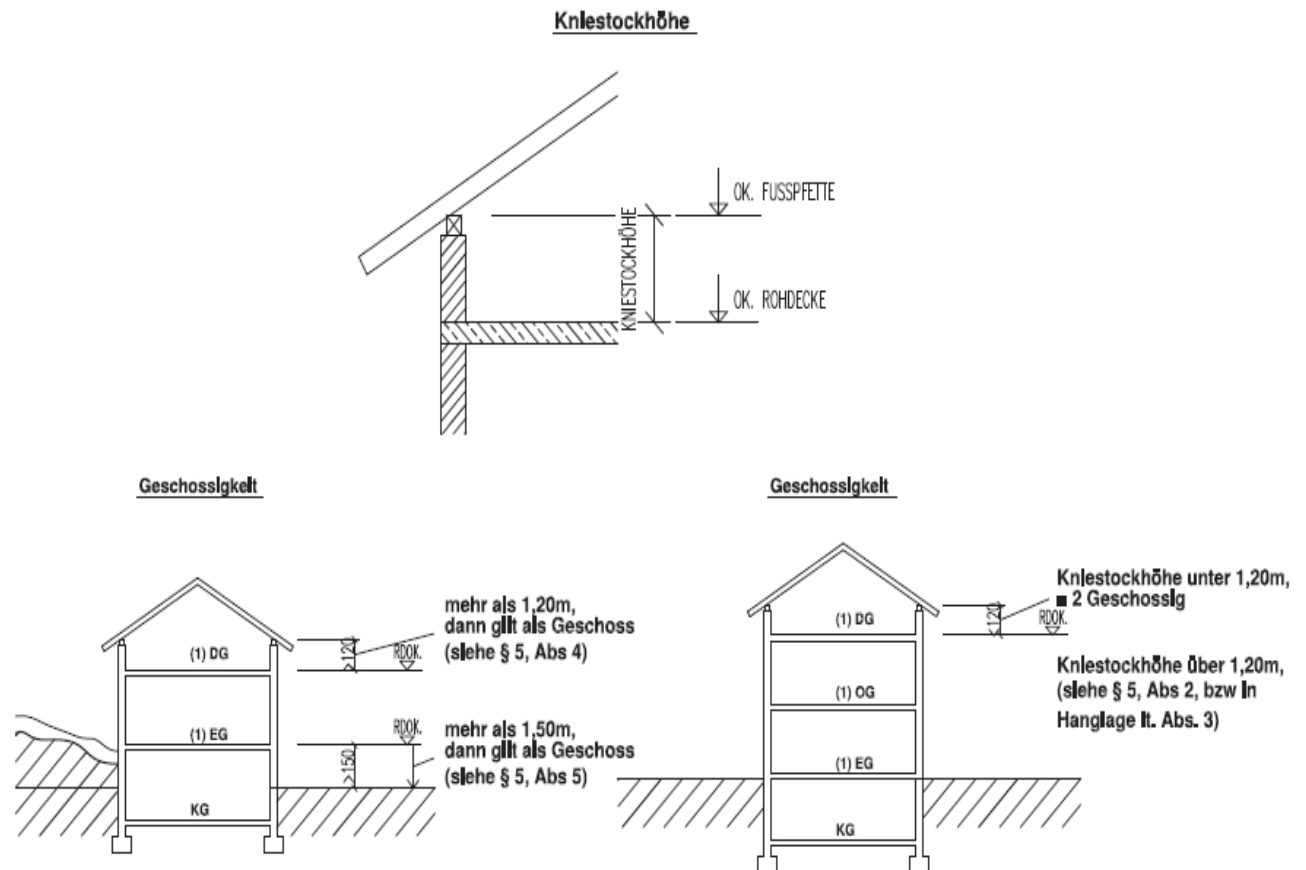 Kniestockhöhe
OK. FUSSPFETTE
KNIESTOCKHÖHE
OK. ROHDECKE
Geschossigkeit
Geschossigkeit
mehr als 1,20m,
dann gilt als Geschoss
(siehe § 5, Abs 4)
(1) DG
>120
RDOK.
(1) EG
mehr als 1,50m,
dann gilt als Geschoss
(siehe § 5, Abs 5)
RDOK.
>150
KG
Kniestockhöhe unter 1,20m,
■ 2 Geschossig
(1) DG
<120
RDOK.
Kniestockhöhe über 1,20m,
(siehe § 5, Abs 2, bzw in
Hanglage lt. Abs. 3)
(1) OG
(1) EG
KG